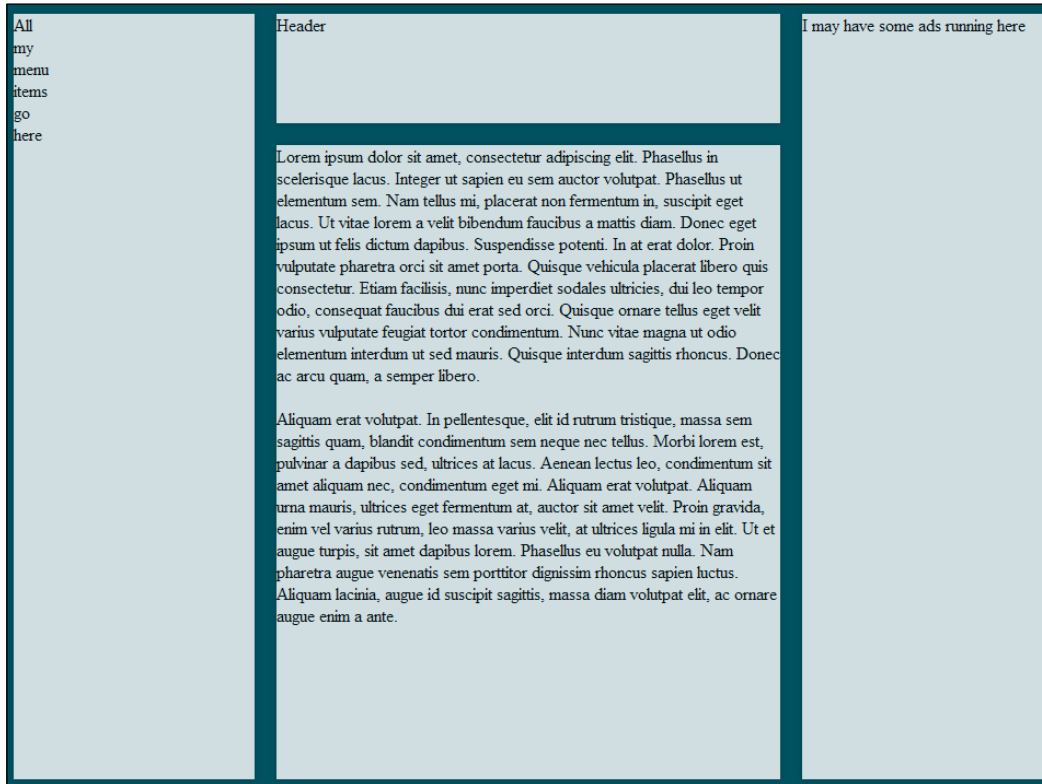 All
my
menu
items
go
here
Header
Lorem ipsum dolor sit amet, consectetur adipiscing elit. Phasellus in
scelerisque lacus. Integer ut sapien eu sem auctor volutpat. Phasellus ut
elementum sem. Nam tellus mi, placerat non fermentum in, suscipit eget
lacus. Ut vitae lorem a velit bibendum faucibus a mattis diam. Donec eget
ipsum ut felis dictum dapibus. Suspendisse potenti. In at erat dolor. Proin
vulputate pharetra orci sit amet porta. Quisque vehicula placerat libero quis
consectetur. Etiam facilisis, nunc imperdiet sodales ultricies, dui leo tempor
odio, consequat faucibus dui erat sed orci. Quisque ornare tellus eget velit
varius vulputate feugiat tortor condimentum. Nunc vitae magna ut odio
elementum interdum ut sed mauris. Quisque interdum sagittis rhoncus. Donec
ac arcu quam, a semper libero.
Aliquam erat volutpat. In pellentesque, elit id rutrum tristique, massa sem
sagittis quam, blandit condimentum sem neque nec tellus. Morbi lorem est,
pulvinar a dapibus sed, ultrices at lacus. Aenean lectus leo, condimentum sit
amet aliquam nec, condimentum eget mi. Aliquam erat volutpat. Aliquam
urna mauris, ultrices eget fermentum at, auctor sit amet velit. Proin gravida,
enim vel varius rutrum, leo massa varius velit, at ultrices ligula mi in elit. Ut et
augue turpis, sit amet dapibus lorem. Phasellus eu volutpat nulla. Nam
pharetra augue venenatis sem porttitor dignissim rhoncus sapien luctus.
Aliquam lacinia, augue id suscipit sagittis, massa diam volutpat elit, ac ornare
augue enim a ante.
I may have some ads running here